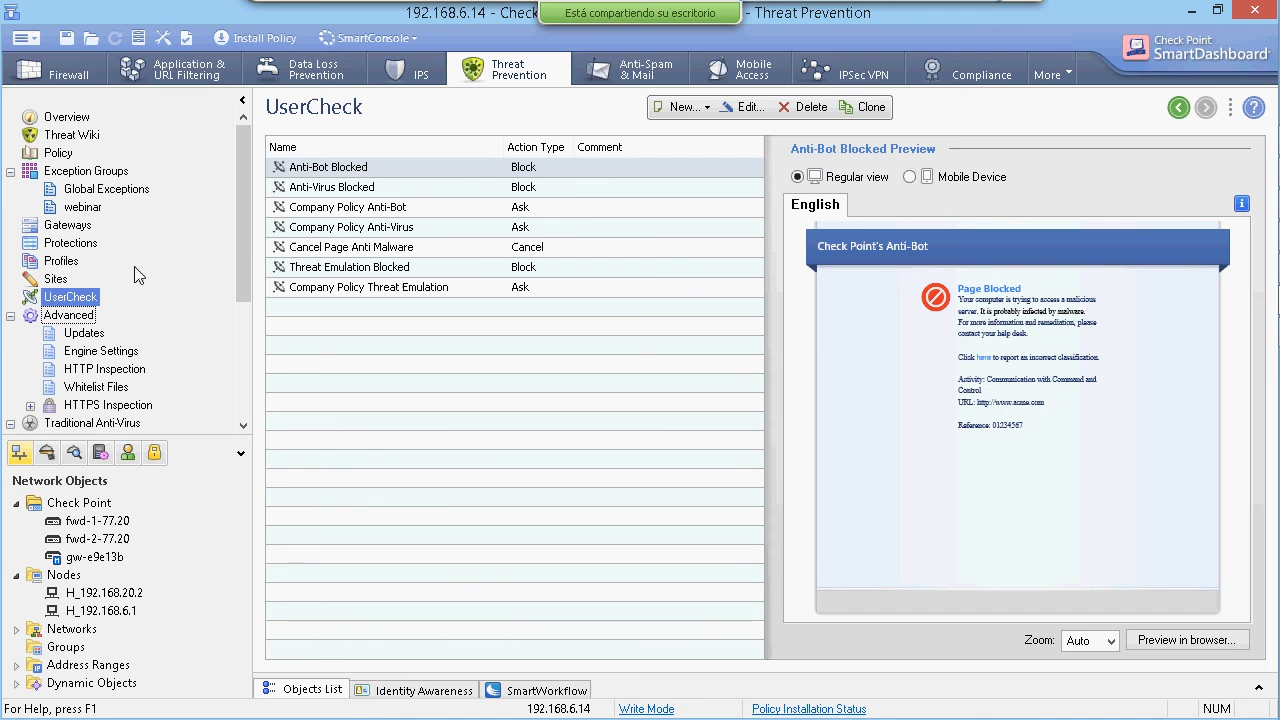 192.168.6.14 - Check
Está compartiendo su escritorio
- Threat Prevention
Install Policy
SmartConsole
Check Point
SmartDashboard
Firewall
Application &
URL Filtering
Data Loss
Prevention
IPS
Threat
Prevention
Anti-Spam
& Mail
Mobile
Access
IPSec VPN
Compliance
More
Overview
Threat Wiki
Policy
Exception Groups
Global Exceptions
webinar
Gateways
Protections
Profiles
Sites
UserCheck
Advanced
Updates
Engine Settings
HTTP Inspection
Whitelist Files
HTTPS Inspection
Traditional Anti-Virus
Network Objects
Check Point
fwd-1-77.20
fwd-2-77.20
gw-e9e13b
Nodes
H_192.168.20.2
H_192.168.6.1
Networks
Groups
Address Ranges
Dynamic Objects
UserCheck
New...
Edit...
Delete
Clone
Name Action Type Comment
Anti-Bot Blocked Block
Anti-Virus Blocked Block
Company Policy Anti-Bot Ask
Company Policy Anti-Virus Ask
Cancel Page Anti Malware Cancel
Threat Emulation Blocked Block
Company Policy Threat Emulation Ask
Anti-Bot Blocked Preview
Regular view
Mobile Device
English
Check Point's Anti-Bot
Page Blocked
Your computer is trying to access a malicious
server. It is probably infected by malware.
For more information and remediation, please
contact your help desk.
Click here to report an incorrect classification.
Activity: Communication with Command and
Control
URL: http://www.acme.com
Reference: 01234567
Zoom: Auto
Preview in browser...
Objects List
Identity Awareness
SmartWorkflow
For Help, press F1
192.168.6.14
Write Mode
Policy Installation Status
NUM